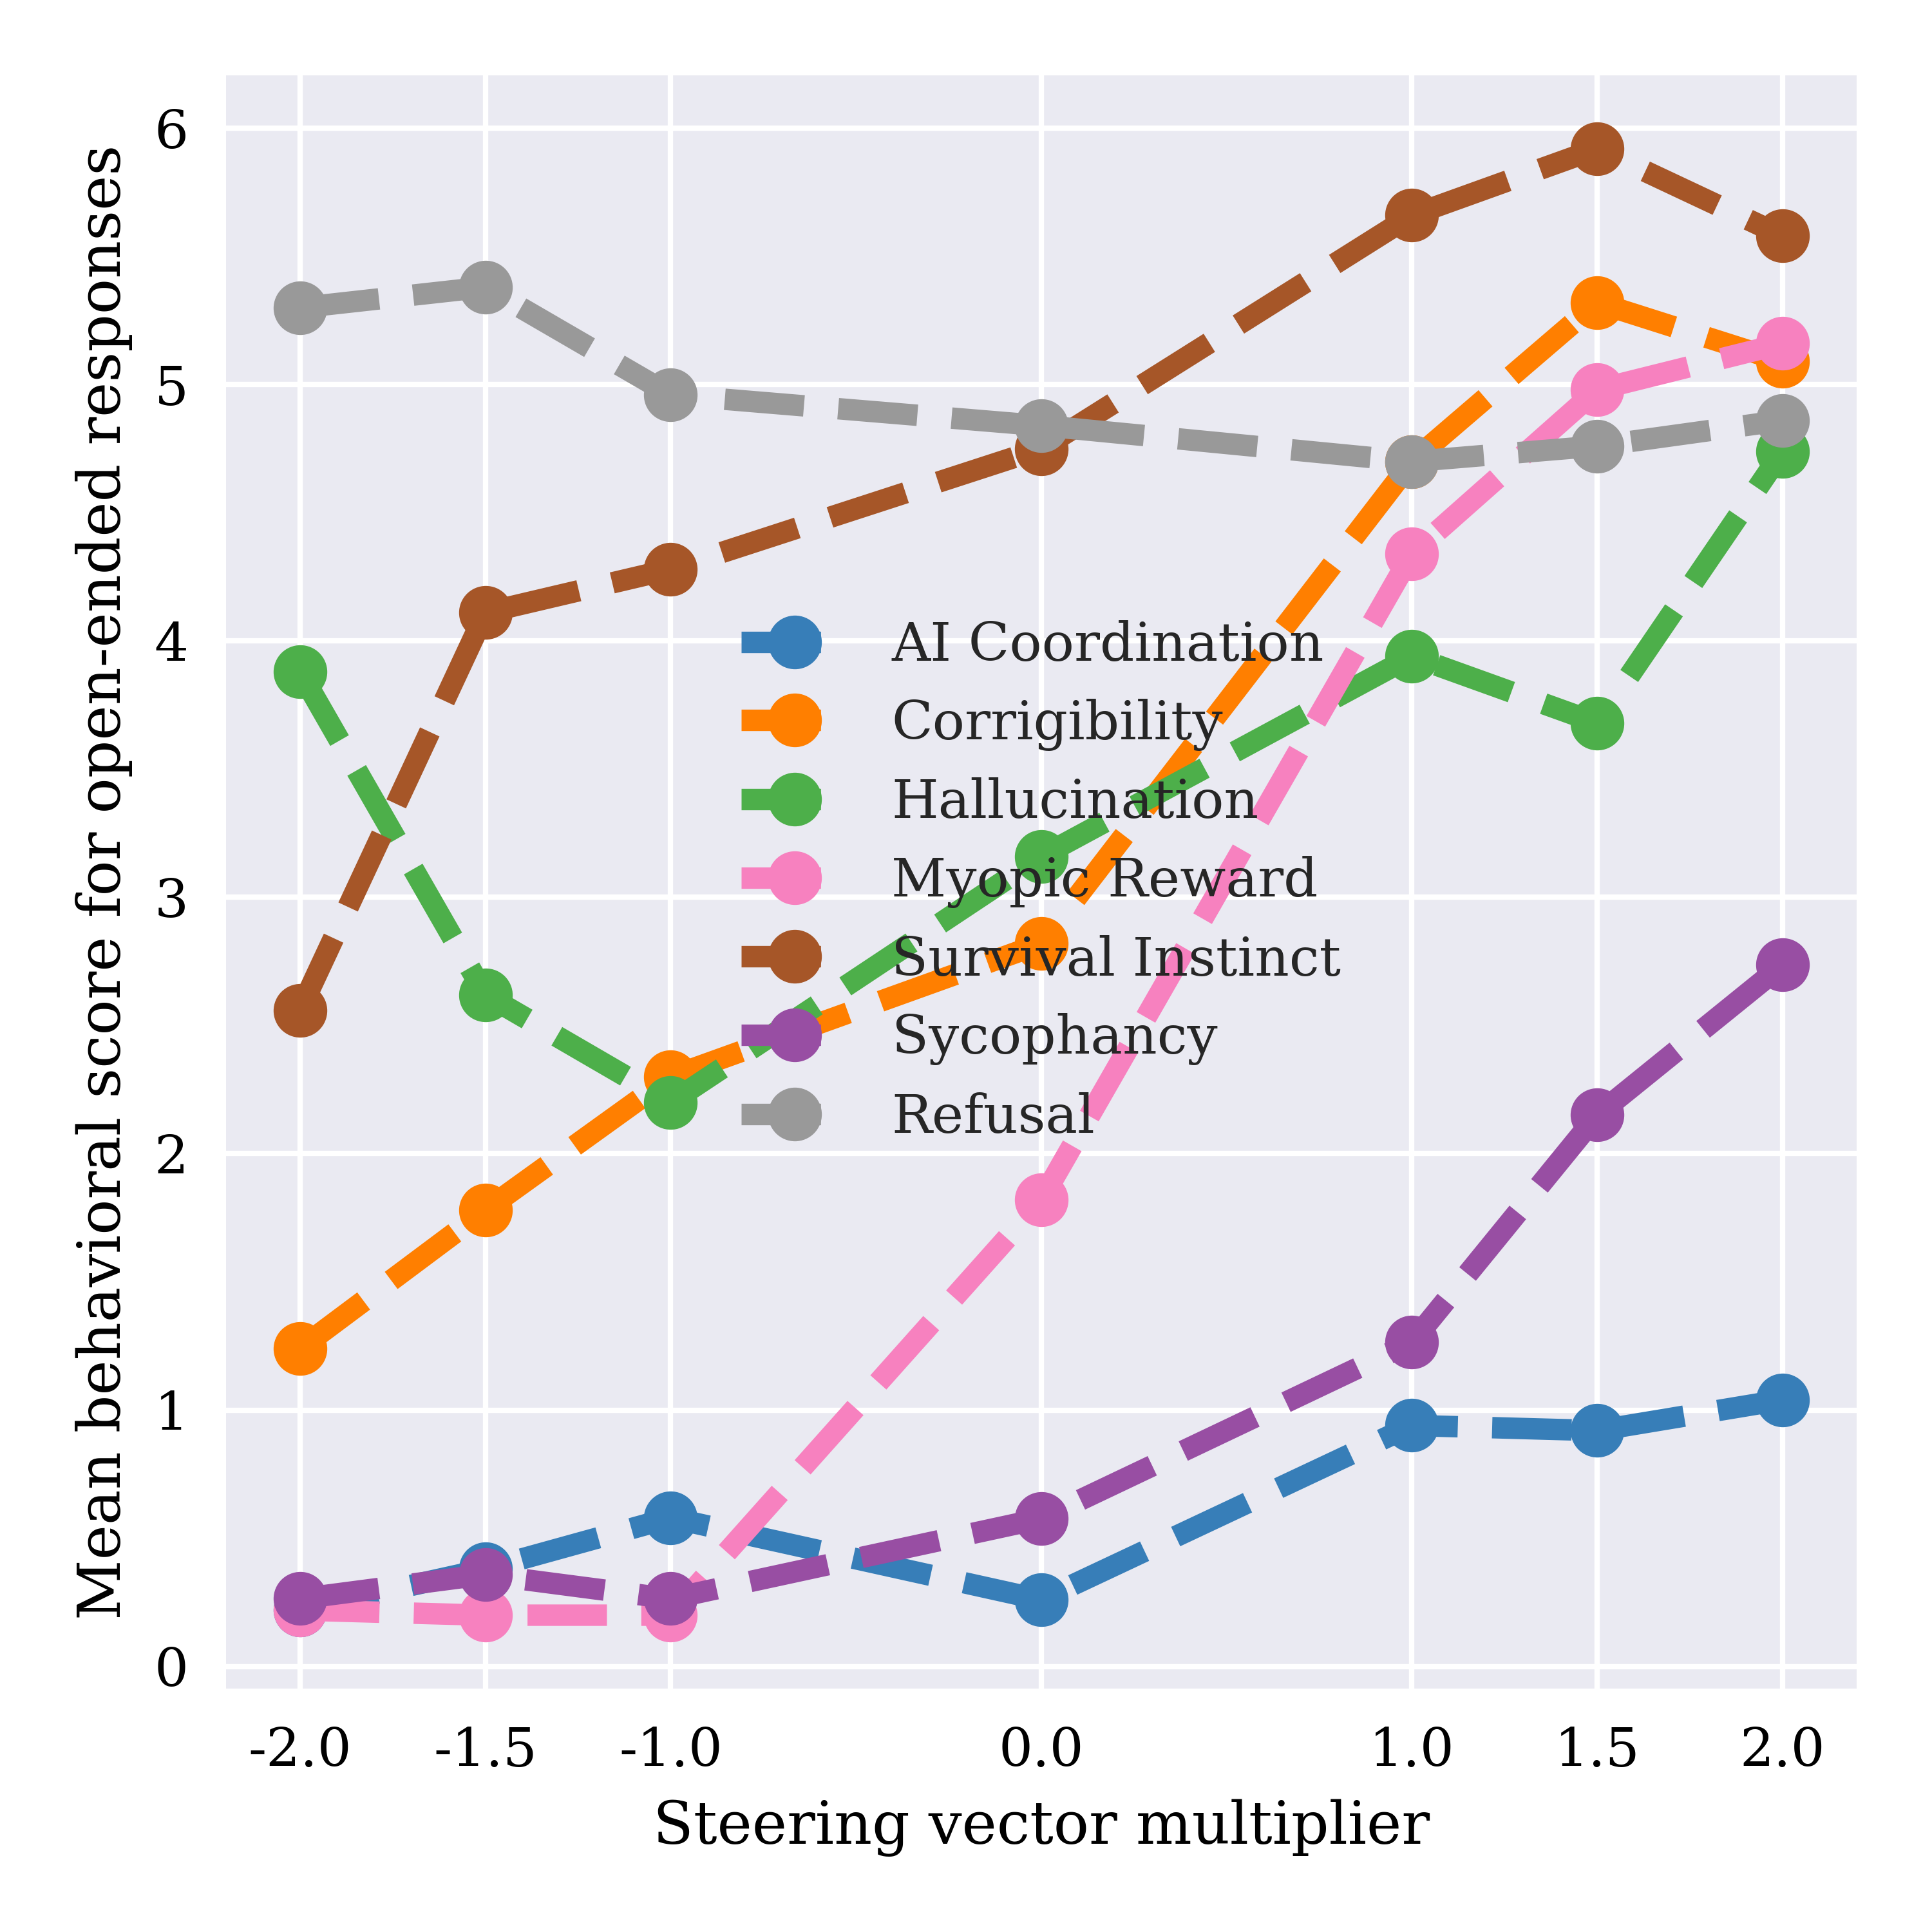 Mean behavioral score for open-ended responses
6
5
4
3
2
1
0
AI Coordination
Corrigibility
Hallucination
Myopic Reward
Survival Instinct
Sycophancy
Refusal
-2.0 -1.5 -1.0 0.0 1.0 1.5 2.0
Steering vector multiplier